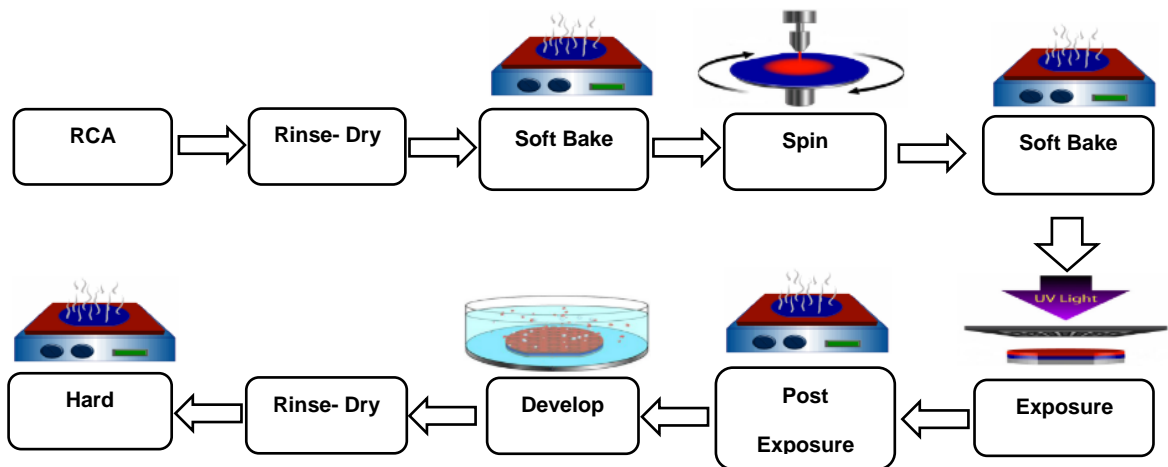 RCA
Rinse- Dry
Soft Bake
Spin
Soft Bake
UV Light
Exposure
Post
Exposure
Develop
Rinse- Dry
Hard